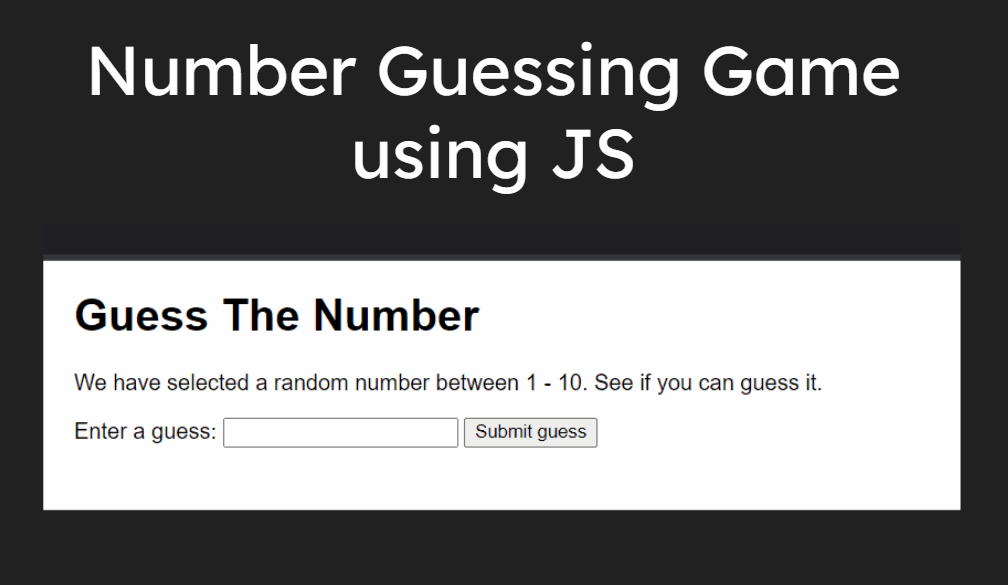 Number Guessing Game
using JS
Guess The Number
We have selected a random number between 1 - 10. See if you can guess it.
Enter a guess: Submit guess